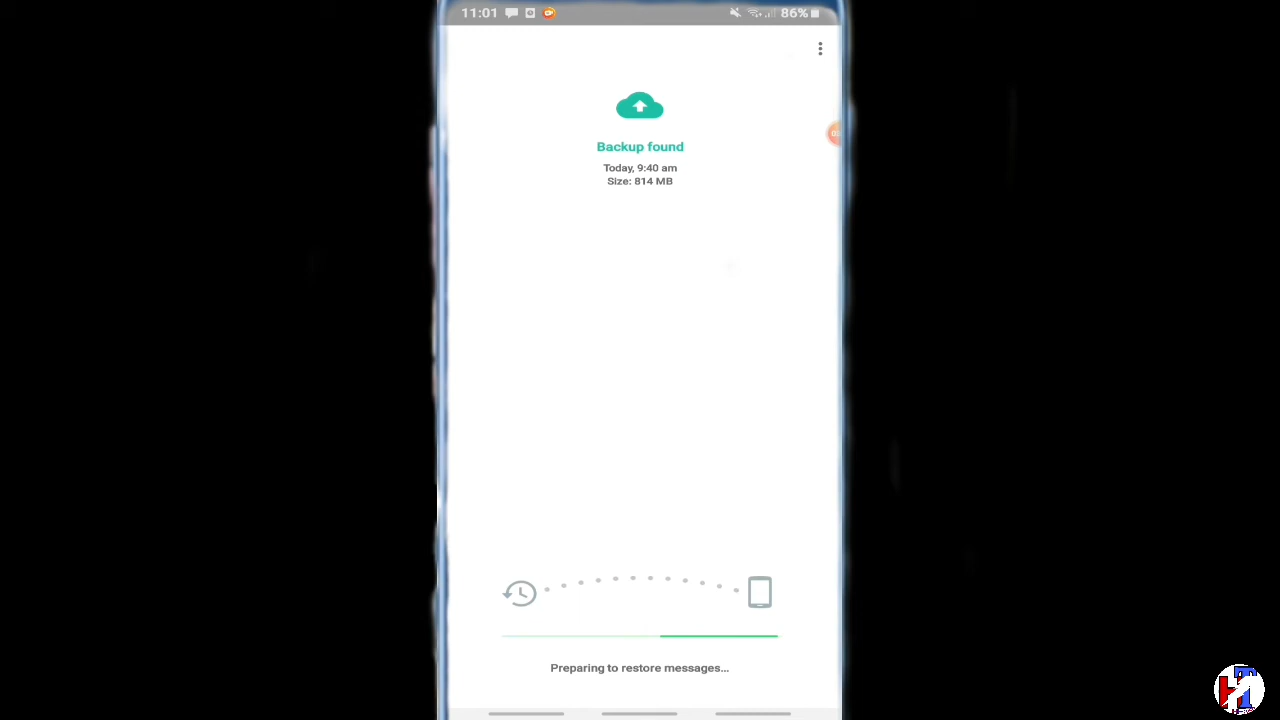 11:01
86%
Backup found
Today, 9:40 am
Size: 814 MB
Preparing to restore messages...